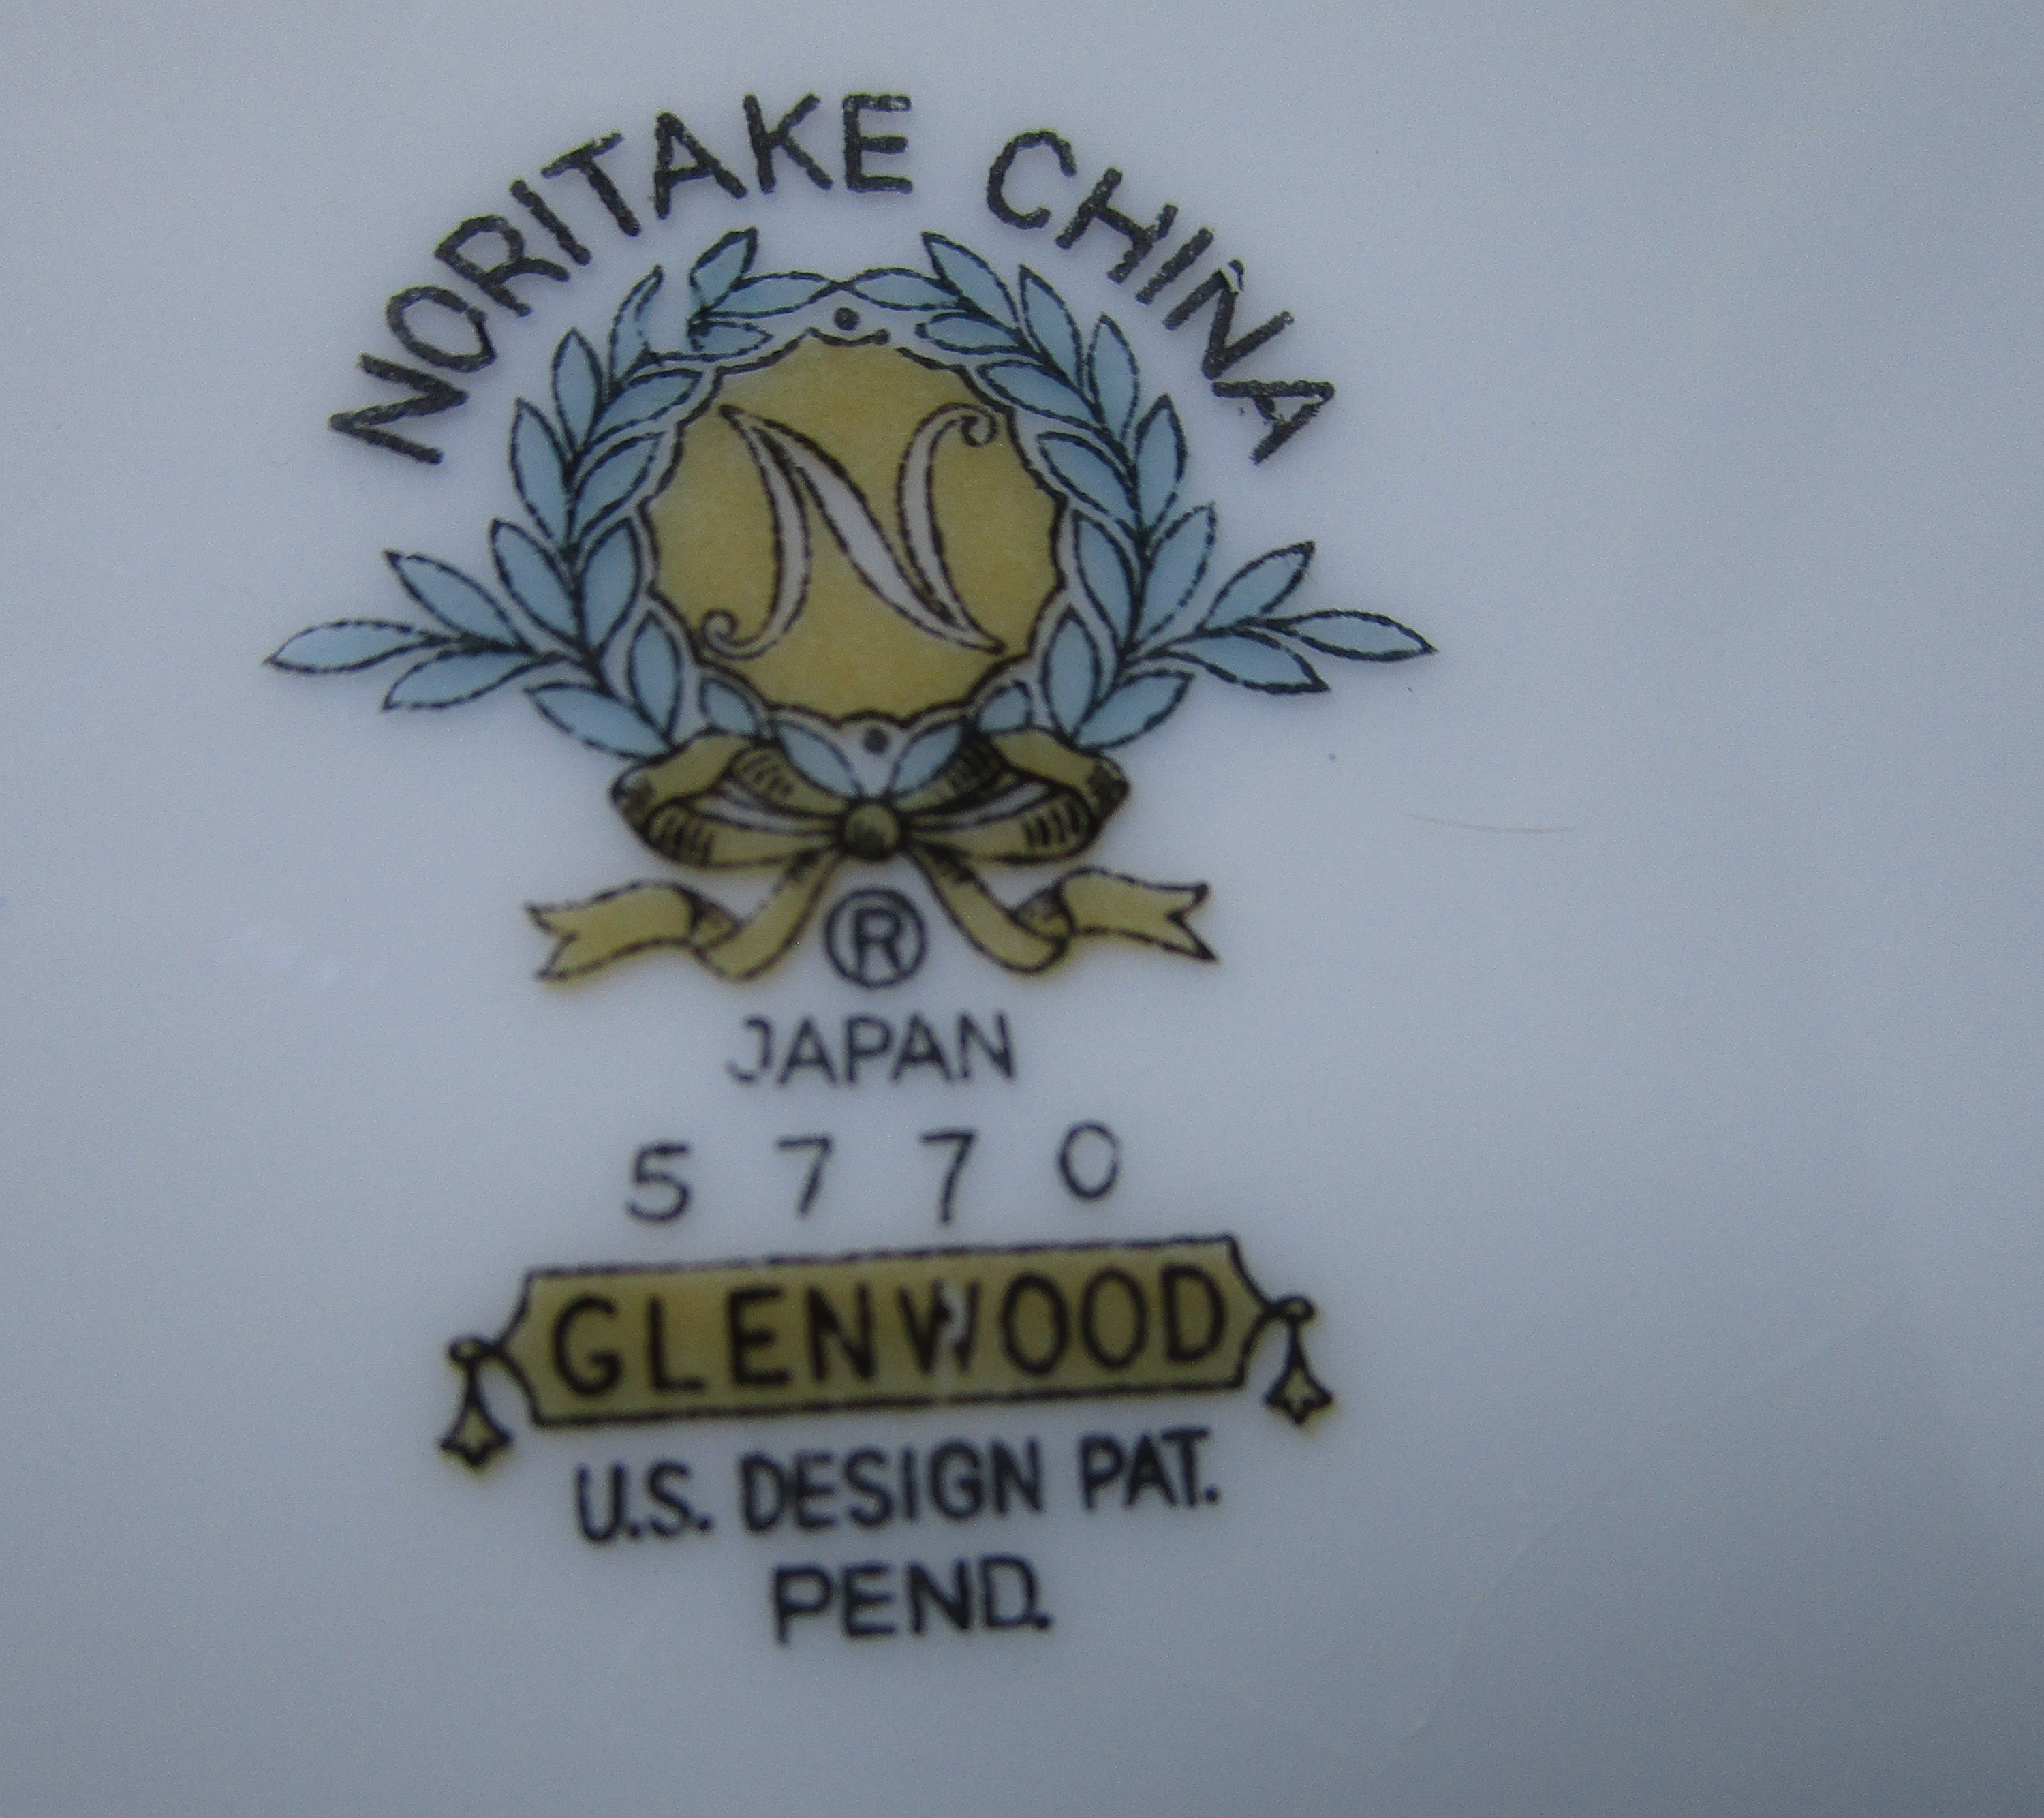 NORITAKE CHINA
N
®
JAPAN
5770
GLENWOOD
U.S. DESIGN PAT.
PEND.